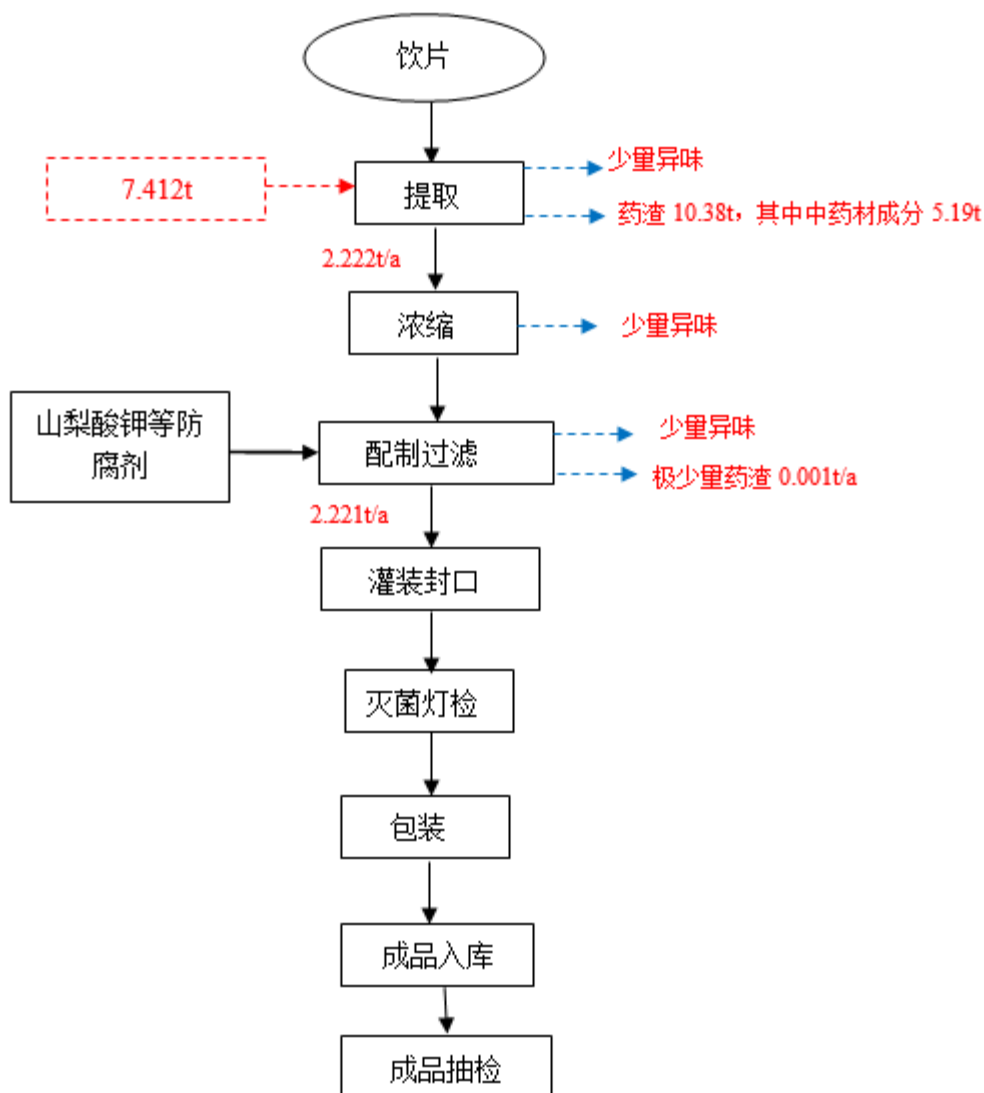 饮片
7.412t
提取
少量异味
药渣 10.38t，其中中药材成分 5.19t
2.222t/a
浓缩
少量异味
山梨酸钾等防
腐剂
配制过滤
少量异味
极少量药渣 0.001t/a
2.221t/a
灌装封口
灭菌灯检
包装
成品入库
成品抽检